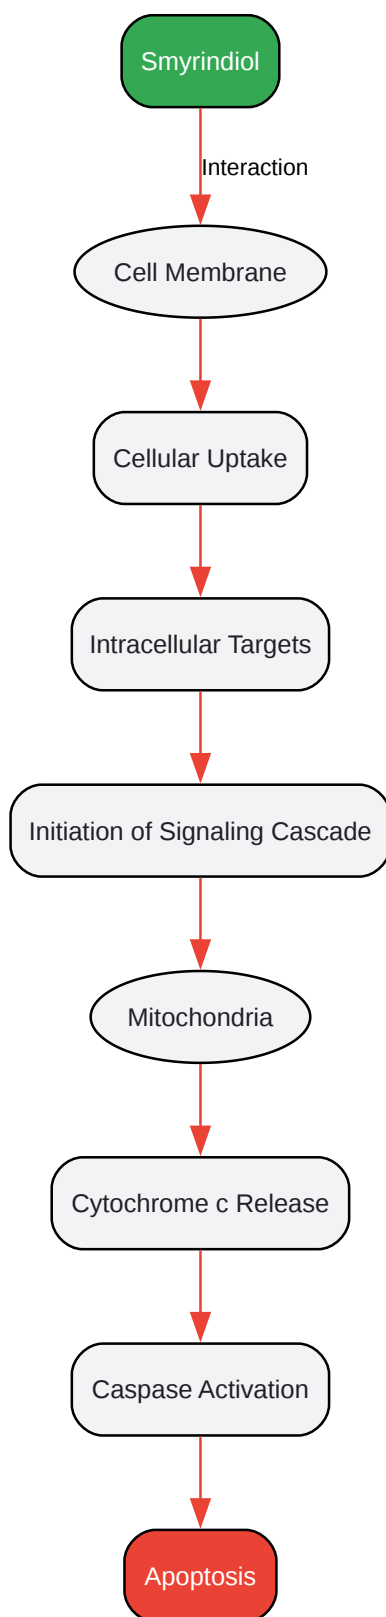 Smyrindiol
Interaction
Cell Membrane
Cellular Uptake
Intracellular Targets
Initiation of Signaling Cascade
Mitochondria
Cytochrome c Release
Caspase Activation
Apoptosis